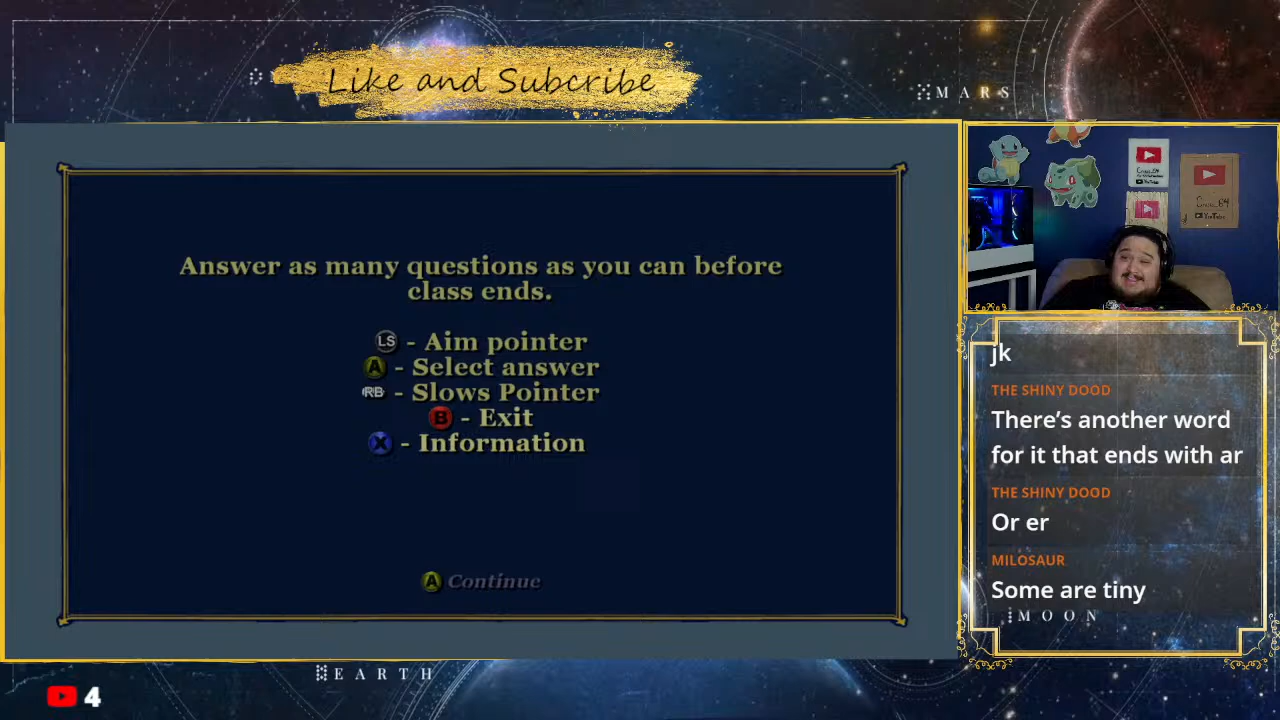 Like and Subcribe
MARS
Answer as many questions as you can before
class ends.
LS - Aim pointer
A - Select answer
RB - Slows Pointer
B - Exit
X - Information
A Continue
jk
THE SHINY DOOD
There's another word
for it that ends with ar
THE SHINY DOOD
Or er
MILOSAUR
Some are tiny
MOON
EARTH
4